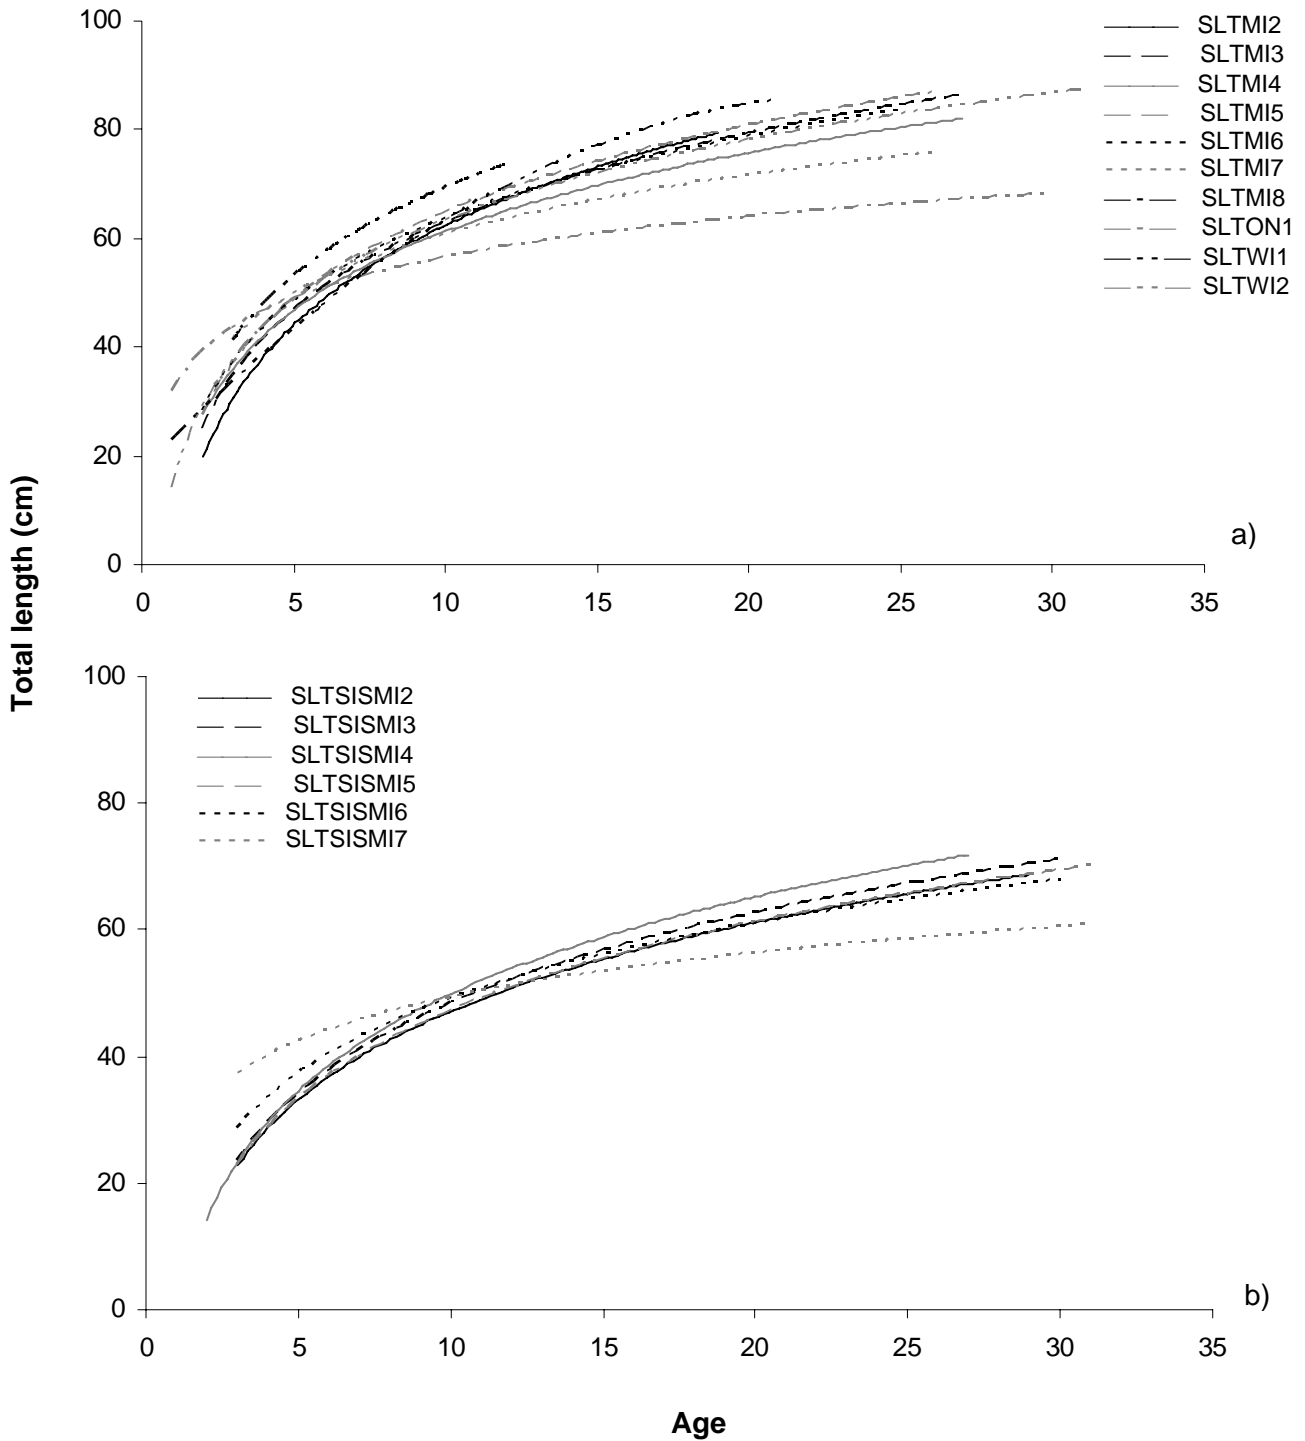 100
80
60
40
20
0
0 5 10 15 20 25 30 35
SLTMI2
SLTMI3
SLTMI4
SLTMI5
SLTMI6
SLTMI7
SLTMI8
SLTON1
SLTWI1
SLTWI2
a)
Total length (cm)
100
80
60
40
20
0
0 5 10 15 20 25 30 35
SLTSISMI2
SLTSISMI3
SLTSISMI4
SLTSISMI5
SLTSISMI6
SLTSISMI7
b)
Age